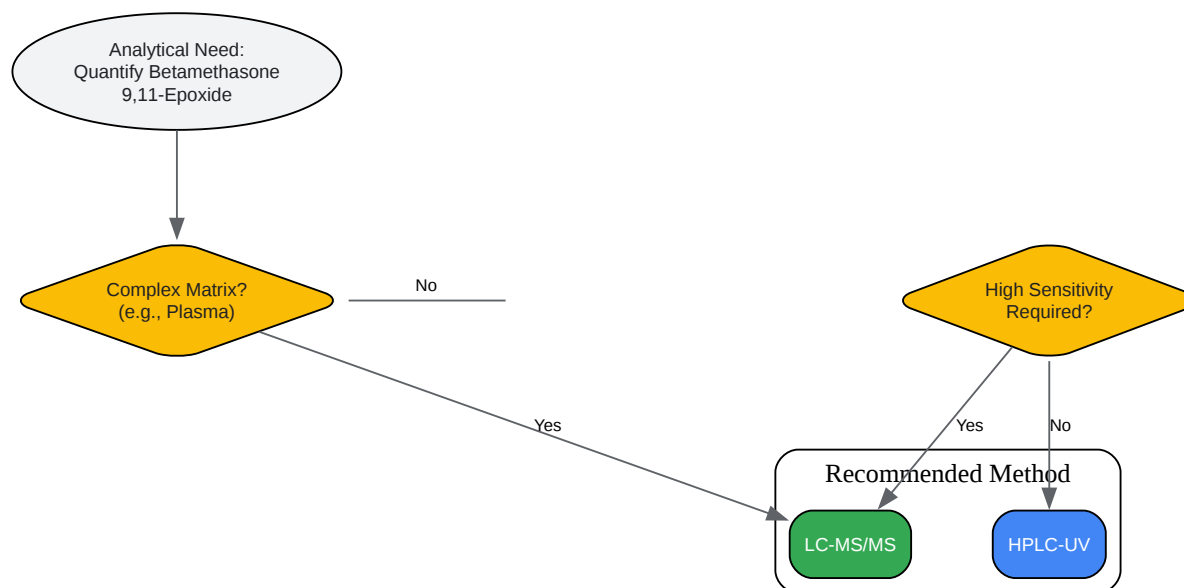 Analytical Need:
Quantify Betamethasone
9,11-Epoxide
Complex Matrix?
(e.g., Plasma)
No
High Sensitivity
Required?
Yes
Yes
No
Recommended Method
LC-MS/MS
HPLC-UV